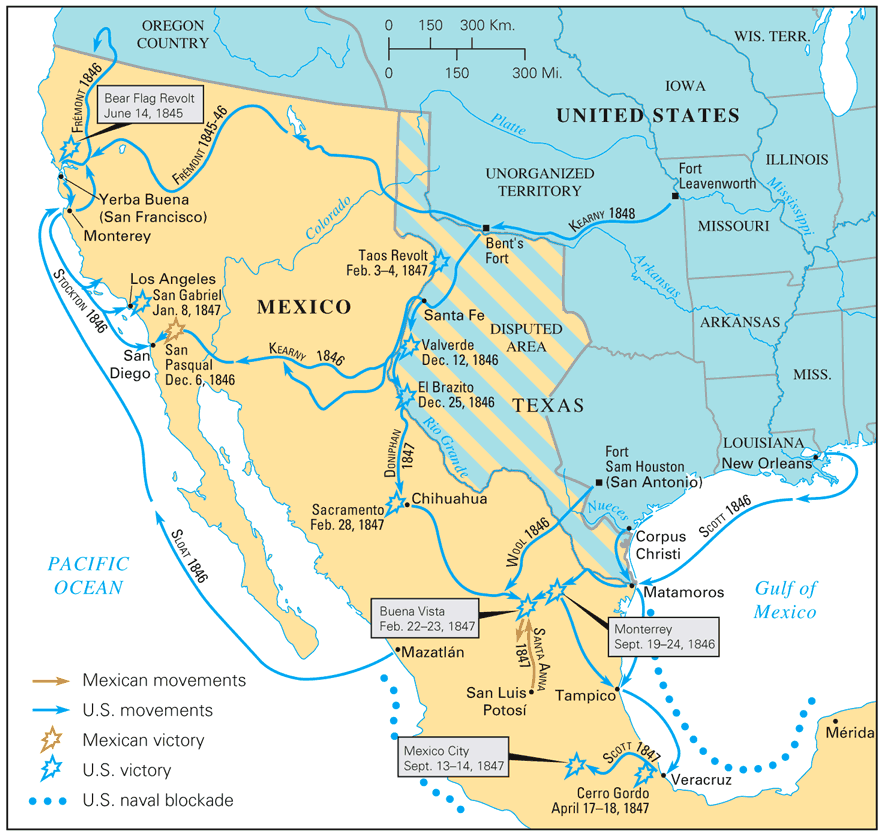 OREGON
COUNTRY
0 150 300 Km.
0 150 300 Mi.
WIS. TERR.
IOWA
UNITED STATES
Platte
ILLINOIS
Mississippi
FRÉMONT 1846
Bear Flag Revolt
June 14, 1845
FRÉMONT 1845-46
UNORGANIZED
TERRITORY
Fort
Leavenworth
KEARNY 1848
MISSOURI
Yerba Buena
(San Francisco)
Monterey
Colorado
Bent's
Fort
Arkansas
Taos Revolt
Feb. 3–4, 1847
STOCKTON 1846
Los Angeles
San Gabriel
Jan. 8, 1847
MEXICO
Santa Fe
DISPUTED
AREA
ARKANSAS
San
Diego
San
Pasqual
Dec. 6, 1846
KEARNY 1846
Valverde
Dec. 12, 1846
El Brazito
Dec. 25, 1846
TEXAS
MISS.
Rio Grande
DONIPHAN
1847
LOUISIANA
New Orleans
Fort
Sam Houston
(San Antonio)
Chihuahua
Sacramento
Feb. 28, 1847
Nueces
WOOL 1846
SCOTT 1846
Corpus
Christi
SLOAT 1846
PACIFIC
OCEAN
Matamoros
Gulf of
Mexico
Buena Vista
Feb. 22–23, 1847
Monterrey
Sept. 19–24, 1846
Mazatlán
SANTA ANNA
1847
San Luis
Potosí
Tampico
Mérida
Mexico City
Sept. 13–14, 1847
SCOTT 1847
Veracruz
Cerro Gordo
April 17–18, 1847
Mexican movements
U.S. movements
Mexican victory
U.S. victory
U.S. naval blockade